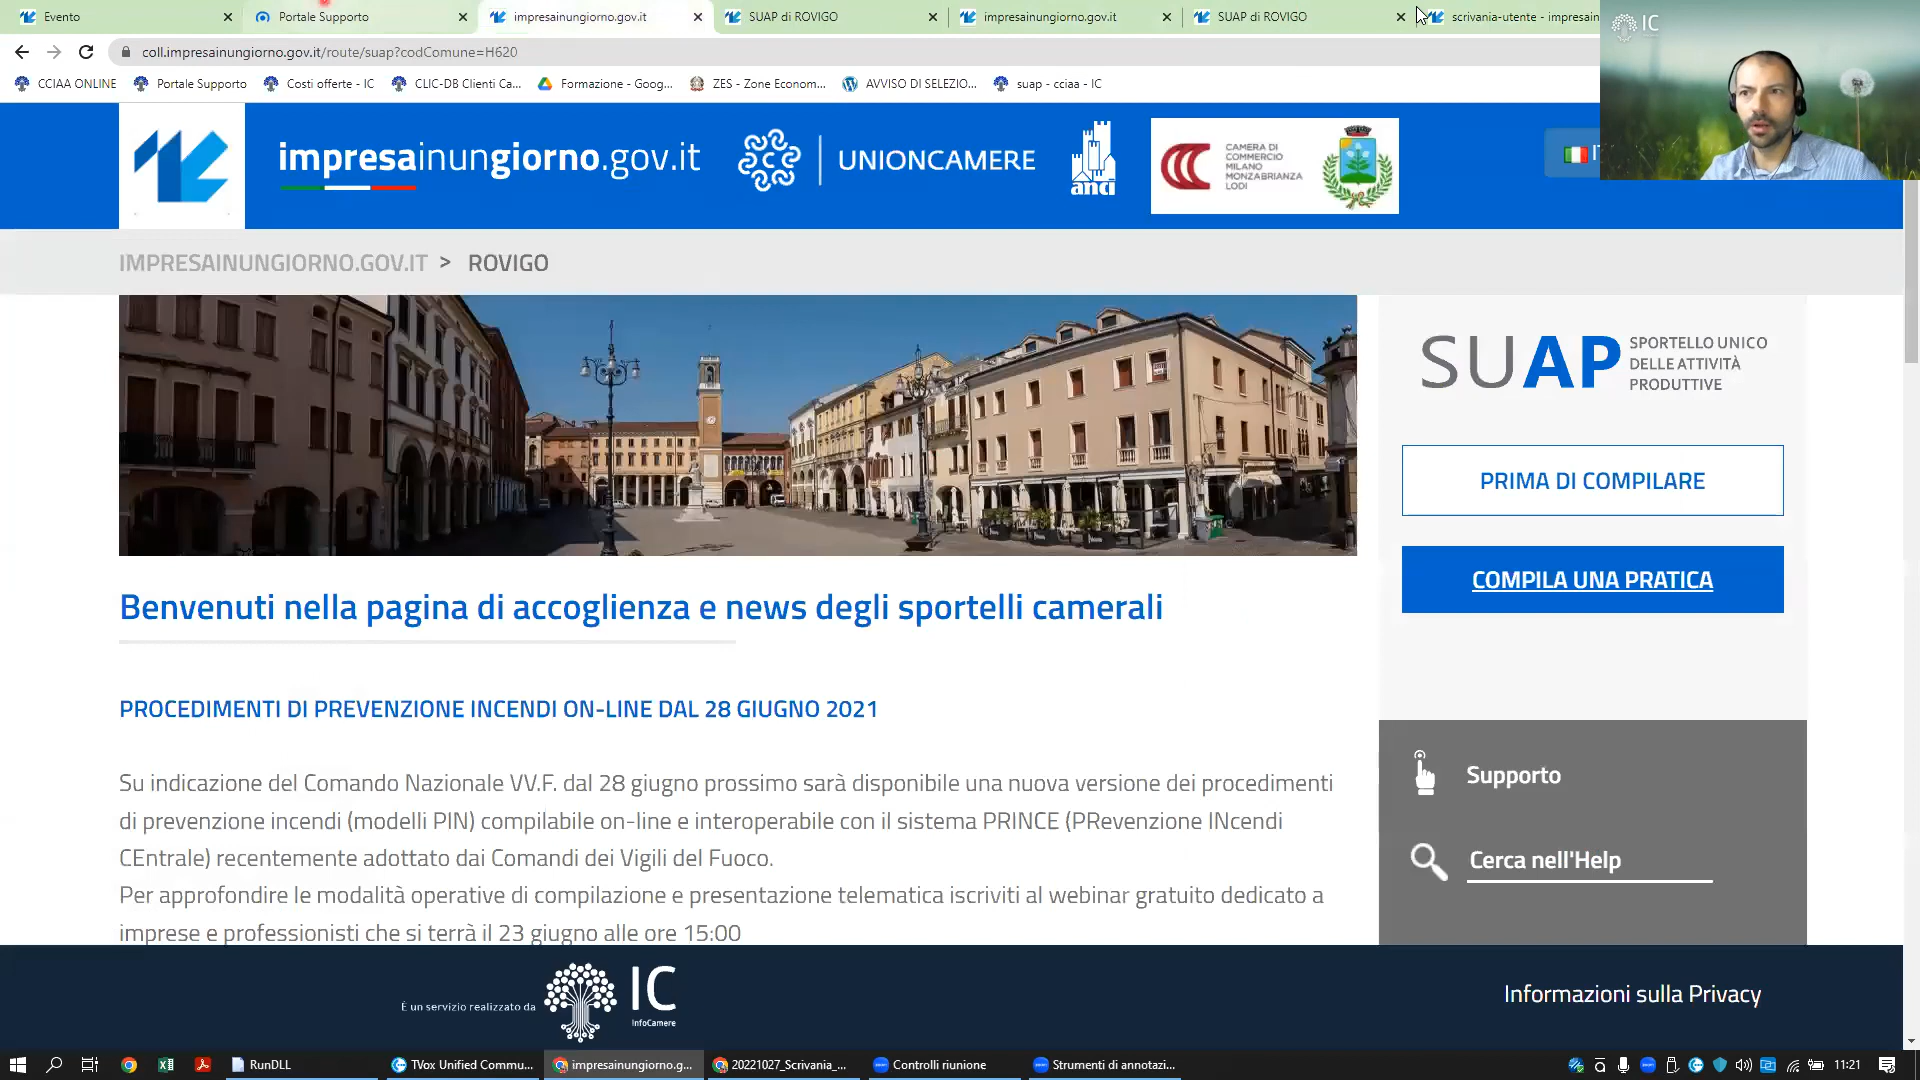 Evento
Portale Supporto
impresainungiorno.gov.it
SUAP di ROVIGO
impresainungiorno.gov.it
SUAP di ROVIGO
scrivania-utente - impresain
IC
coll.impresainungiorno.gov.it/route/suap?codComune=H620
CCIAA ONLINE
Portale Supporto
Costi offerte - IC
CLIC-DB Clienti Ca...
Formazione - Goog...
ZES - Zone Econom...
AVVISO DI SELEZIO...
suap - cciaa - IC
impresainungiorno.gov.it
UNIONCAMERE
anci
CAMERA DI
COMMERCIO
MILANO
MONZABRIANZA
LODI
IMPRESAINUNGIORNO.GOV.IT > ROVIGO
SUAP
SPORTELLO UNICO
DELLE ATTIVITÀ
PRODUTTIVE
PRIMA DI COMPILARE
COMPILA UNA PRATICA
Benvenuti nella pagina di accoglienza e news degli sportelli camerali
PROCEDIMENTI DI PREVENZIONE INCENDI ON-LINE DAL 28 GIUGNO 2021
Su indicazione del Comando Nazionale VV.F. dal 28 giugno prossimo sarà disponibile una nuova versione dei procedimenti
di prevenzione incendi (modelli PIN) compilabile on-line e interoperabile con il sistema PRINCE (PRevenzione INcendi
CEntrale) recentemente adottato dai Comandi dei Vigili del Fuoco.
Per approfondire le modalità operative di compilazione e presentazione telematica iscriviti al webinar gratuito dedicato a
imprese e professionisti che si terrà il 23 giugno alle ore 15:00
Supporto
Cerca nell'Help
È un servizio realizzato da
IC
InfoCamere
Informazioni sulla Privacy
RunDLL
TVox Unified Commu...
impresainungiorno.g...
20221027_Scrivania_...
Controlli riunione
Strumenti di annotazi...
11:21